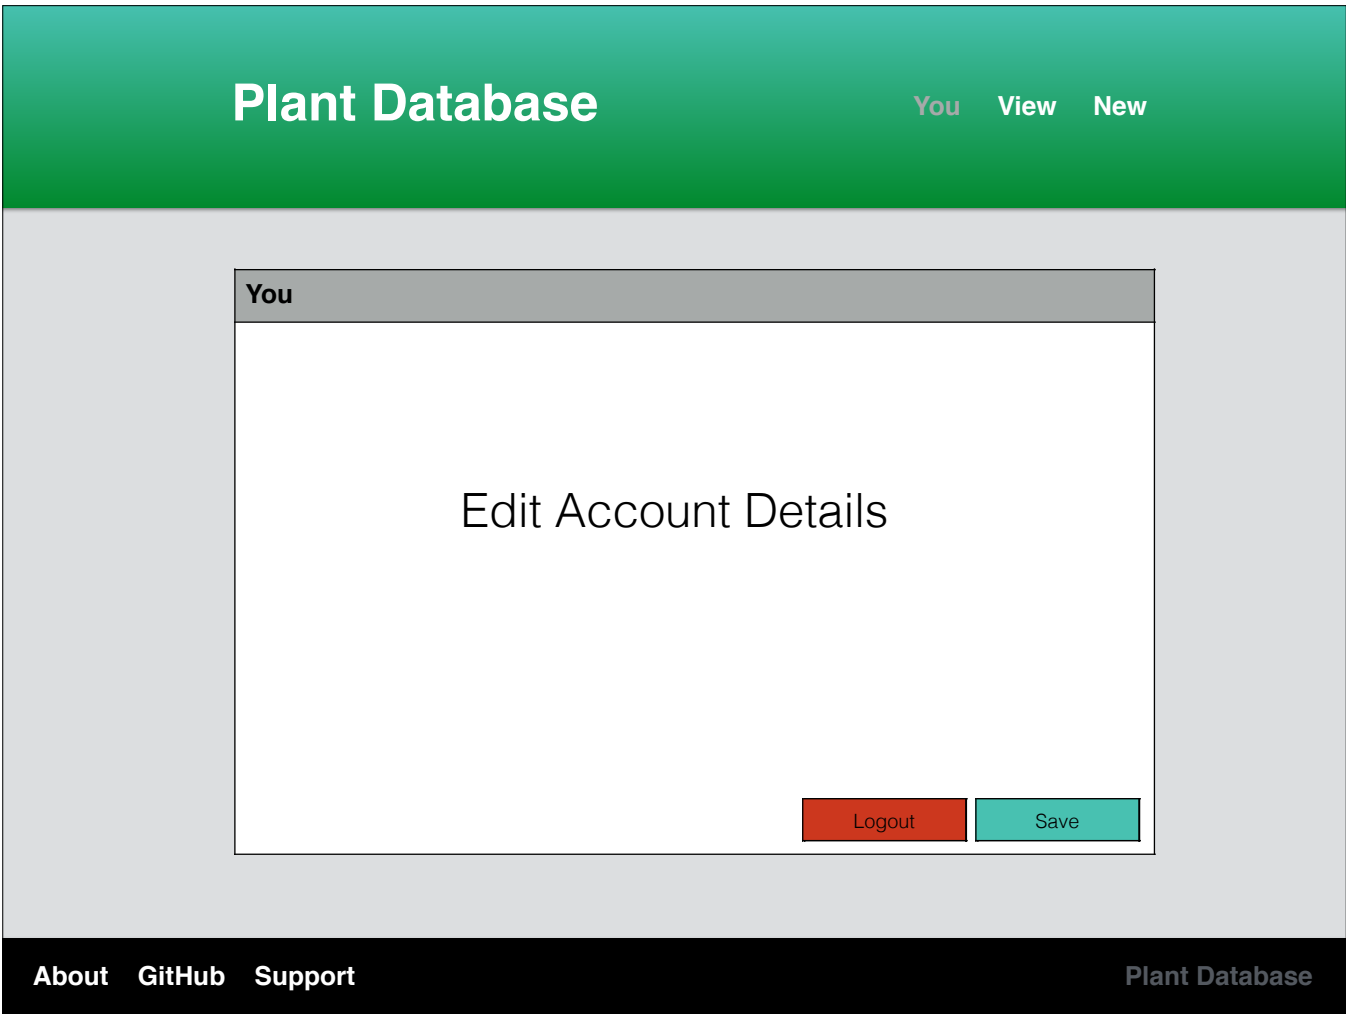 Plant Database
You View New
You
Edit Account Details
Logout Save
About GitHub Support
Plant Database